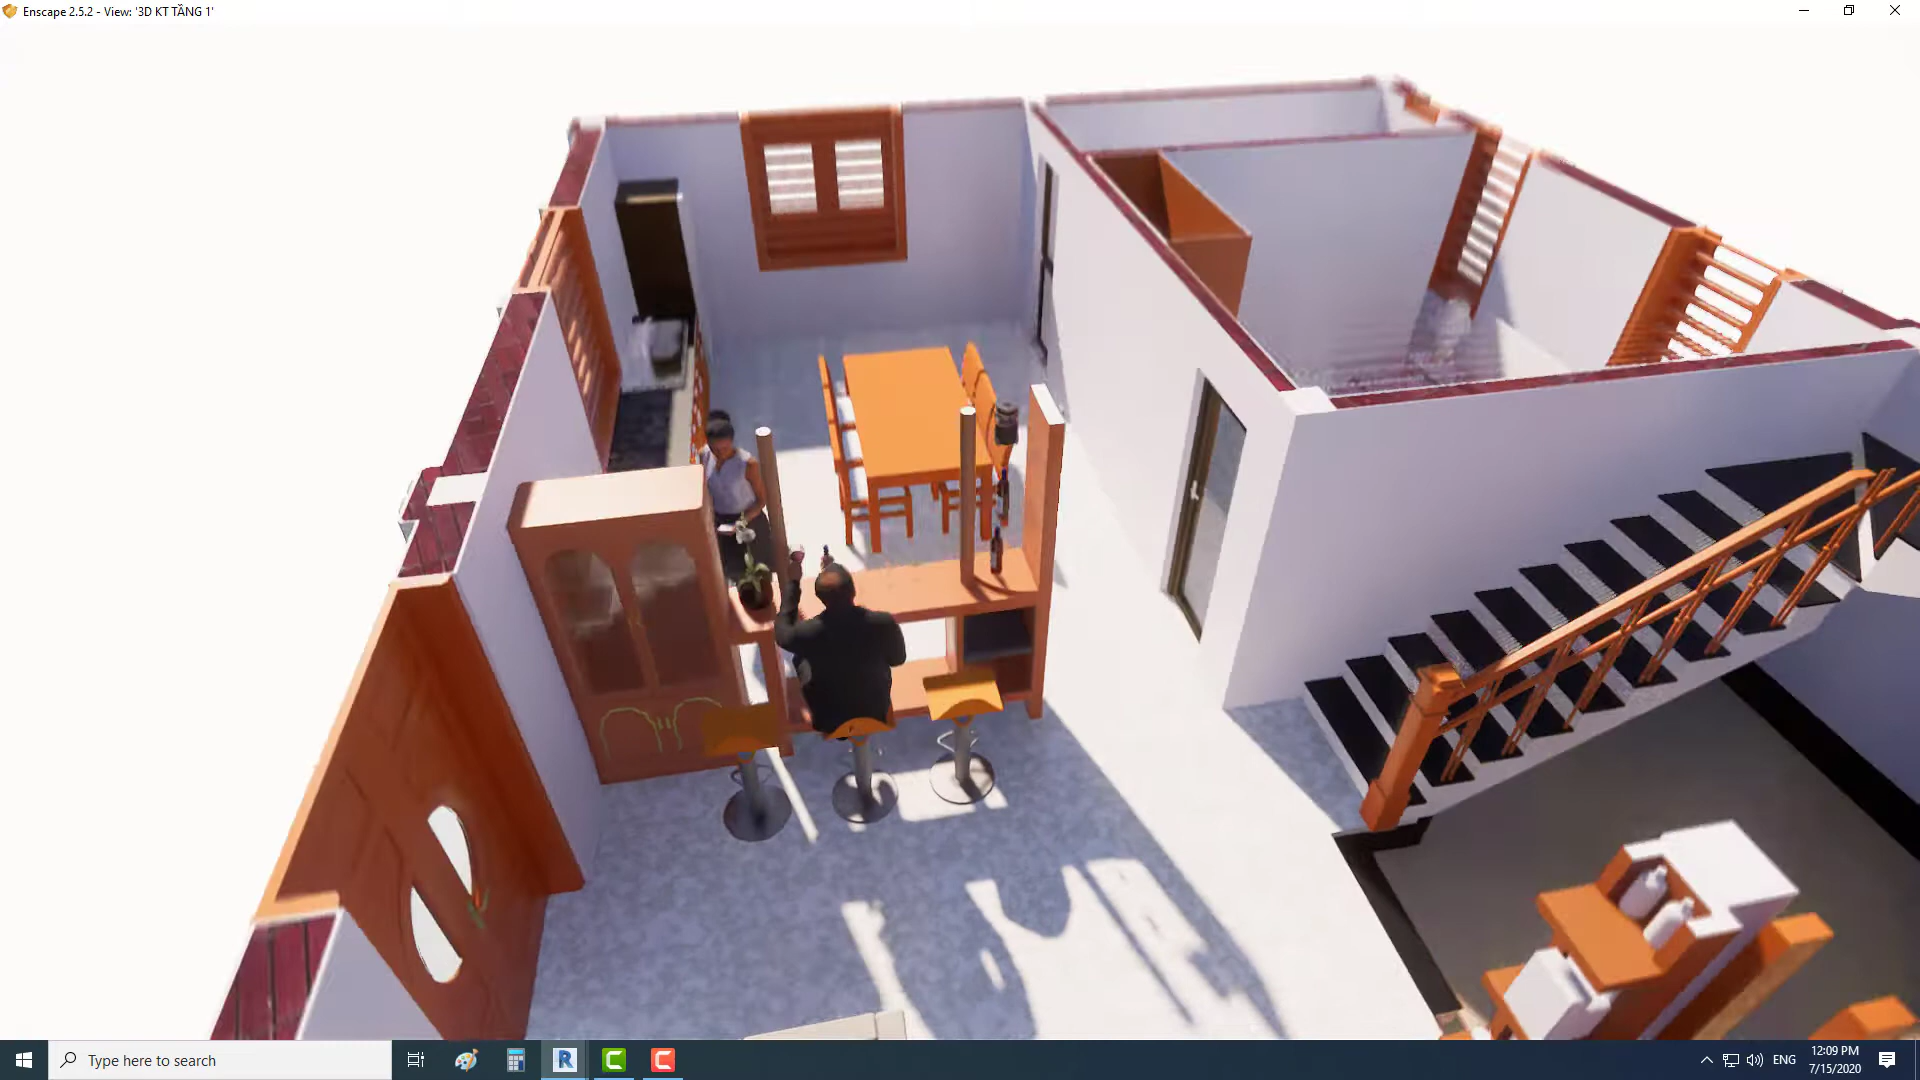 Enscape 2.5.2 - View: '3D KT TẦNG 1'
Type here to search
ENG
12:09 PM
7/15/2020